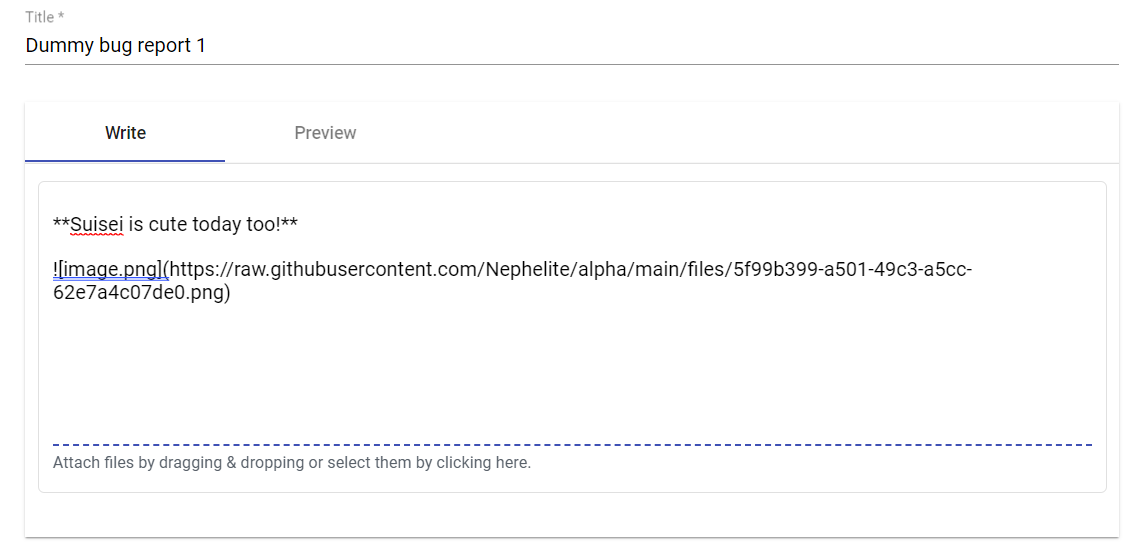 Title *
Dummy bug report 1
Write Preview
**Suisei is cute today too!**
![image.png](https://raw.githubusercontent.com/Nephelite/alpha/main/files/5f99b399-a501-49c3-a5cc-
62e7a4c07de0.png)
Attach files by dragging & dropping or select them by clicking here.